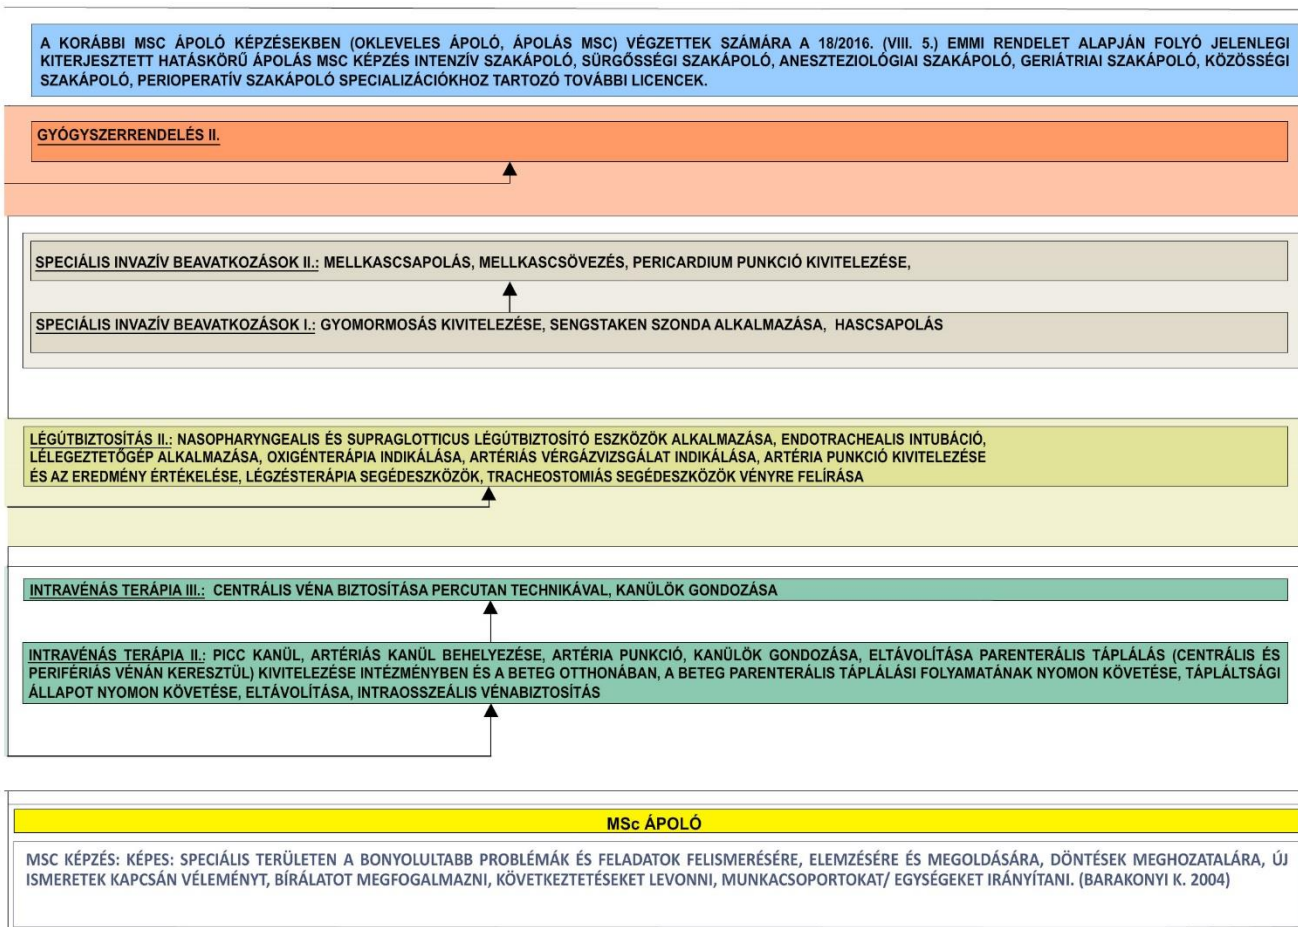 A KORÁBBI MSC ÁPOLÓ KÉPZÉSEKBEN (OKLEVELES ÁPOLÓ, ÁPOLÁS MSC) VÉGZETTEK SZÁMÁRA A 18/2016. (VIII. 5.) EMMI RENDELET ALAPJÁN FOLYÓ JELENLEGI
KITERJESZTETT HATÁSKÖRŰ ÁPOLÁS MSC KÉPZÉS INTENZÍV SZAKÁPOLÓ, SÜRGŐSSÉGI SZAKÁPOLÓ, ANESZTEZIOLÓGIAI SZAKÁPOLÓ, GERIÁTRIAI SZAKÁPOLÓ, KÖZÖSSÉGI
SZAKÁPOLÓ, PERIOPERATÍV SZAKÁPOLÓ SPECIALIZÁCIÓKHOZ TARTOZÓ TOVÁBBI LICENCEK.
GYÓGYSZERRENDELÉS II.
SPECIÁLIS INVAZÍV BEAVATKOZÁSOK II.: MELLKASCSAPOLÁS, MELLKASCSÖVEZÉS, PERICARDIUM PUNKCIÓ KIVITELEZÉSE,
SPECIÁLIS INVAZÍV BEAVATKOZÁSOK I.: GYOMORMOSÁS KIVITELEZÉSE, SENGSTAKEN SZONDA ALKALMAZÁSA, HASCSAPOLÁS
LÉGÚTBIZTOSÍTÁS II.: NASOPHARYNGEALIS ÉS SUPRAGLOTTICUS LÉGÚTBIZTOSÍTÓ ESZKÖZÖK ALKALMAZÁSA, ENDOTRACHEALIS INTUBÁCIÓ,
LÉLEGEZTETŐGÉP ALKALMAZÁSA, OXIGÉNTERÁPIA INDIKÁLÁSA, ARTÉRIÁS VÉRGÁZVIZSGÁLAT INDIKÁLÁSA, ARTÉRIA PUNKCIÓ KIVITELEZÉSE
ÉS AZ EREDMÉNY ÉRTÉKELÉSE, LÉGZÉSTERÁPIA SEGÉDESZKÖZÖK, TRACHEOSTOMIÁS SEGÉDESZKÖZÖK VÉNYRE FELÍRÁSA
INTRAVÉNÁS TERÁPIA III.: CENTRÁLIS VÉNA BIZTOSÍTÁSA PERCUTAN TECHNIKÁVAL, KANÜLÖK GONDOZÁSA
INTRAVÉNÁS TERÁPIA II.: PICC KANÜL, ARTÉRIÁS KANÜL BEHELYEZÉSE, ARTÉRIA PUNKCIÓ, KANÜLÖK GONDOZÁSA, ELTÁVOLÍTÁSA PARENTERÁLIS TÁPLÁLÁS (CENTRÁLIS ÉS
PERIFÉRIÁS VÉNÁN KERESZTÜL) KIVITELEZÉSE INTÉZMÉNYBEN ÉS A BETEG OTTHONÁBAN, A BETEG PARENTERÁLIS TÁPLÁLÁSI FOLYAMATÁNAK NYOMON KÖVETÉSE, TÁPLÁLTSÁGI
ÁLLAPOT NYOMON KÖVETÉSE, ELTÁVOLÍTÁSA, INTRAOSSZEÁLIS VÉNABIZTOSÍTÁS
MSc ÁPOLÓ
MSC KÉPZÉS: KÉPES: SPECIÁLIS TERÜLETEN A BONYOLULTABB PROBLÉMÁK ÉS FELADATOK FELISMERÉSÉRE, ELEMZÉSÉRE ÉS MEGOLDÁSÁRA, DÖNTÉSEK MEGHOZATALÁRA, ÚJ
ISMERETEK KAPCSÁN VÉLEMÉNYT, BÍRÁLATOT MEGFOGALMAZNI, KÖVETKEZTETÉSEKET LEVONNI, MUNKACSOPORTOKAT/ EGYSÉGEKET IRÁNYÍTANI. (BARAKONYI K. 2004)